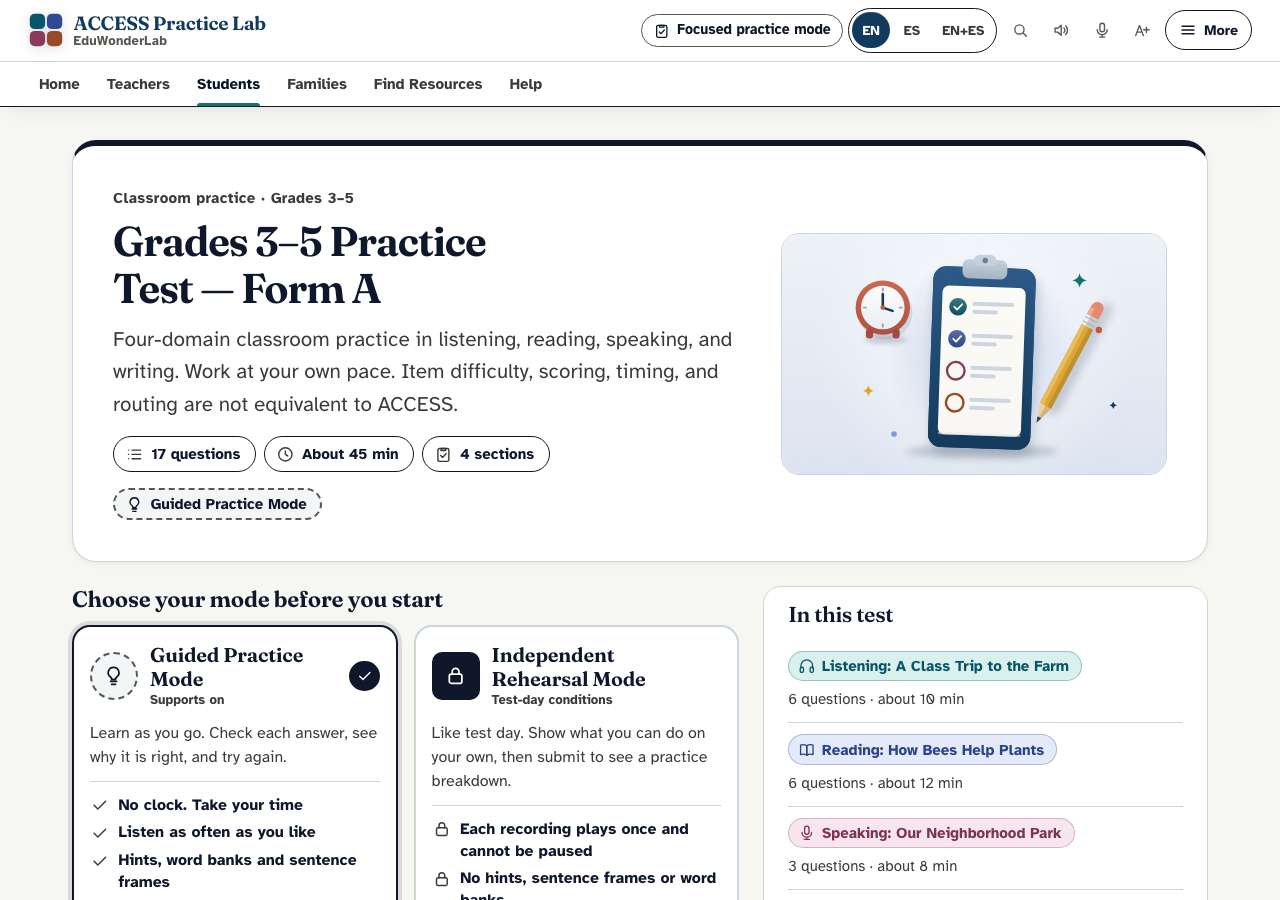 ACCESS Practice Lab
EduWonderLab
Focused practice mode
EN
ES
EN+ES
A+
More
Home
Teachers
Students
Families
Find Resources
Help
Classroom practice · Grades 3–5
Grades 3–5 Practice
Test — Form A
Four-domain classroom practice in listening, reading, speaking, and
writing. Work at your own pace. Item difficulty, scoring, timing, and
routing are not equivalent to ACCESS.
17 questions
About 45 min
4 sections
Guided Practice Mode
Choose your mode before you start
Guided Practice
Mode
Supports on
Learn as you go. Check each answer, see
why it is right, and try again.
No clock. Take your time
Listen as often as you like
Hints, word banks and sentence
frames
Independent
Rehearsal Mode
Test-day conditions
Like test day. Show what you can do on
your own, then submit to see a practice
breakdown.
Each recording plays once and
cannot be paused
No hints, sentence frames or word
banks
In this test
Listening: A Class Trip to the Farm
6 questions · about 10 min
Reading: How Bees Help Plants
6 questions · about 12 min
Speaking: Our Neighborhood Park
3 questions · about 8 min